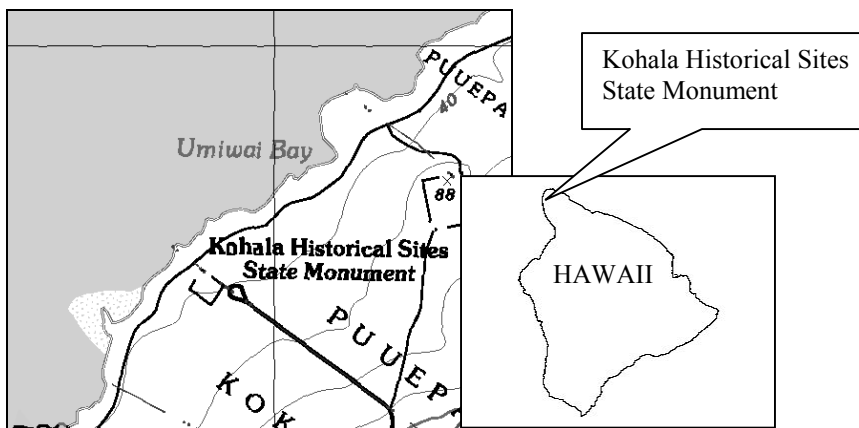 PUUEPA
40
Umiwai Bay
88
Kohala Historical Sites
State Monument
PUUEP
KOK
Kohala Historical Sites
State Monument
HAWAII